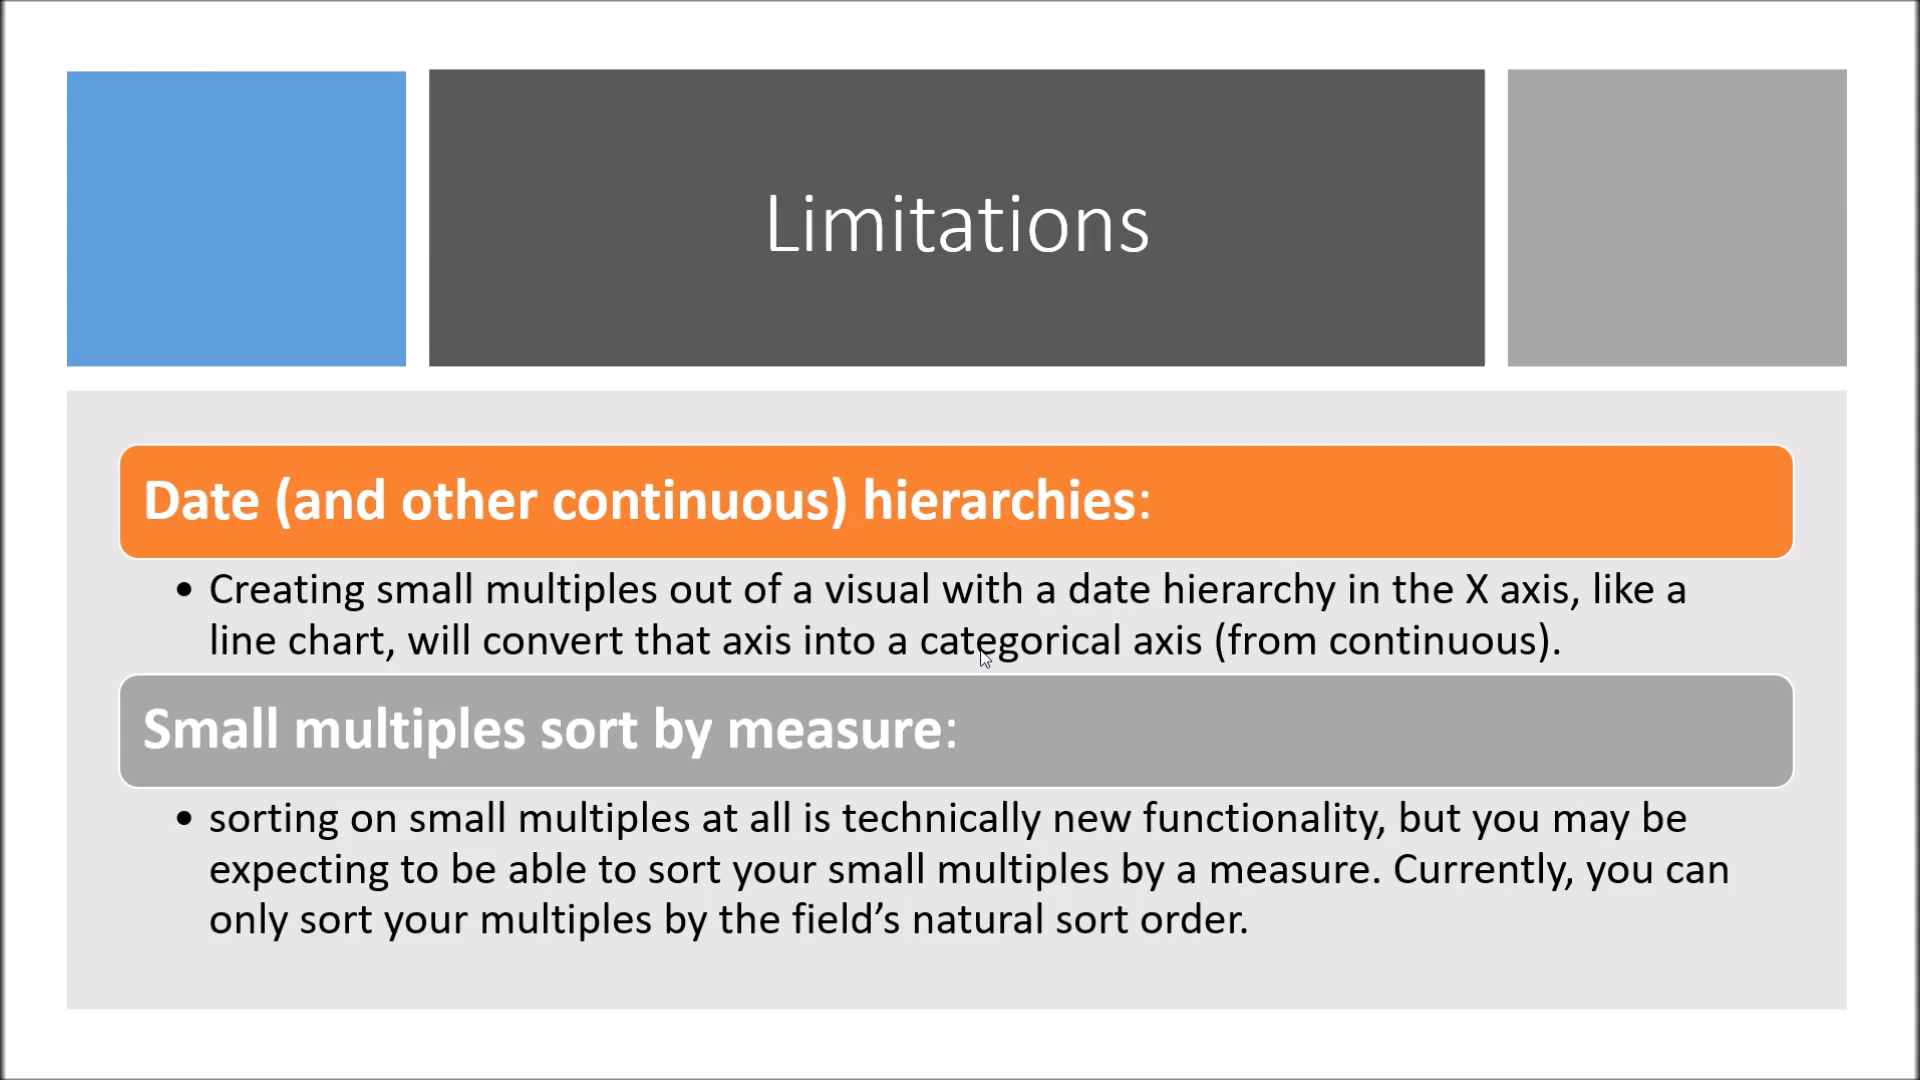 Limitations
Date (and other continuous) hierarchies:
• Creating small multiples out of a visual with a date hierarchy in the X axis, like a
line chart, will convert that axis into a categorical axis (from continuous).
Small multiples sort by measure:
• sorting on small multiples at all is technically new functionality, but you may be
expecting to be able to sort your small multiples by a measure. Currently, you can
only sort your multiples by the field’s natural sort order.